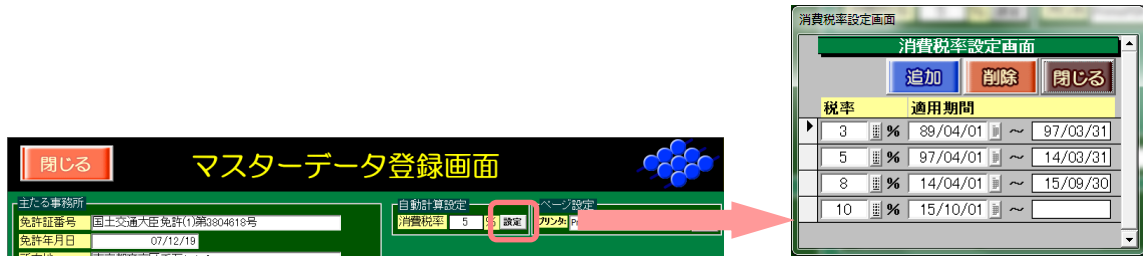 閉じる マスターデータ登録画面
主たる事務所
免許証番号 国土交通大臣免許(1)第3804618号
免許年月日 07/12/19
自動計算設定
消費税率 5 % 設定
ページ設定
プリンタ:
消費税率設定画面
消費税率設定画面
追加 削除 閉じる
税率 適用期間
3 % 89/04/01 ～ 97/03/31
5 % 97/04/01 ～ 14/03/31
8 % 14/04/01 ～ 15/09/30
10 % 15/10/01 ～